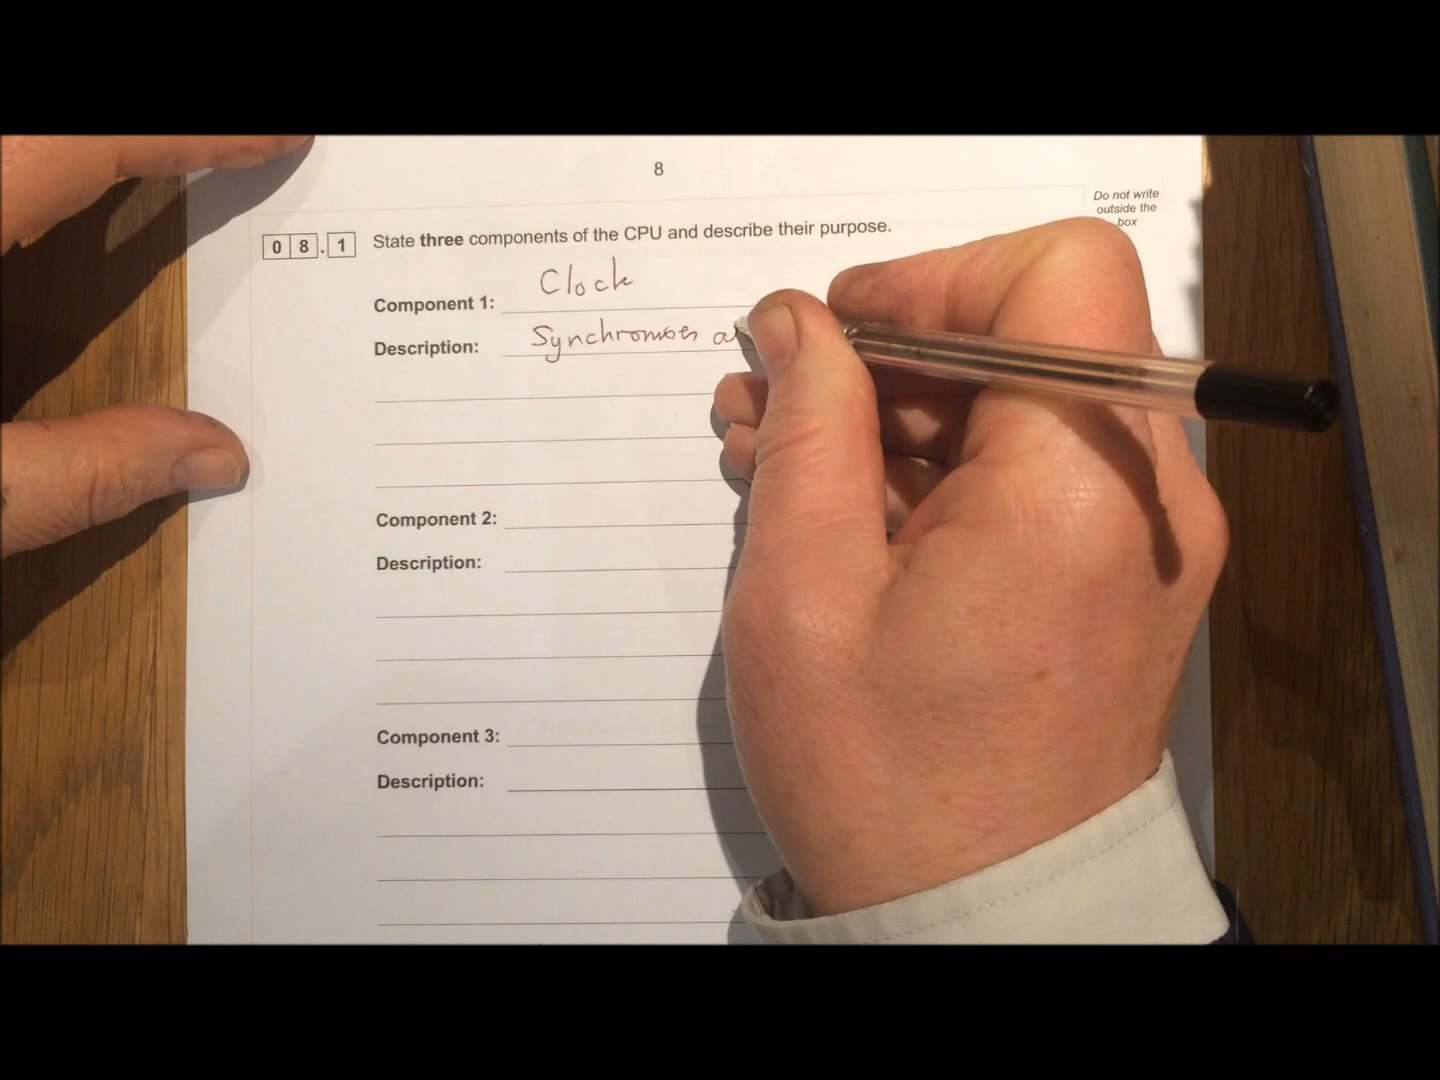 8
Do not write
outside the
box
0 8 . 1 State three components of the CPU and describe their purpose.
Component 1: Clock
Description: Synchronises a
Component 2:
Description:
Component 3:
Description: